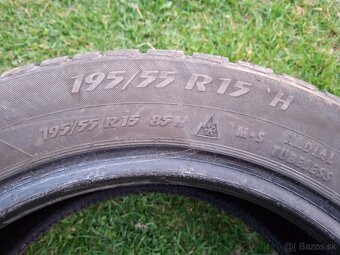 195/55 R15 H
195/55 R15 85 H M+S RADIAL
TUBELESS
Bazos.sk